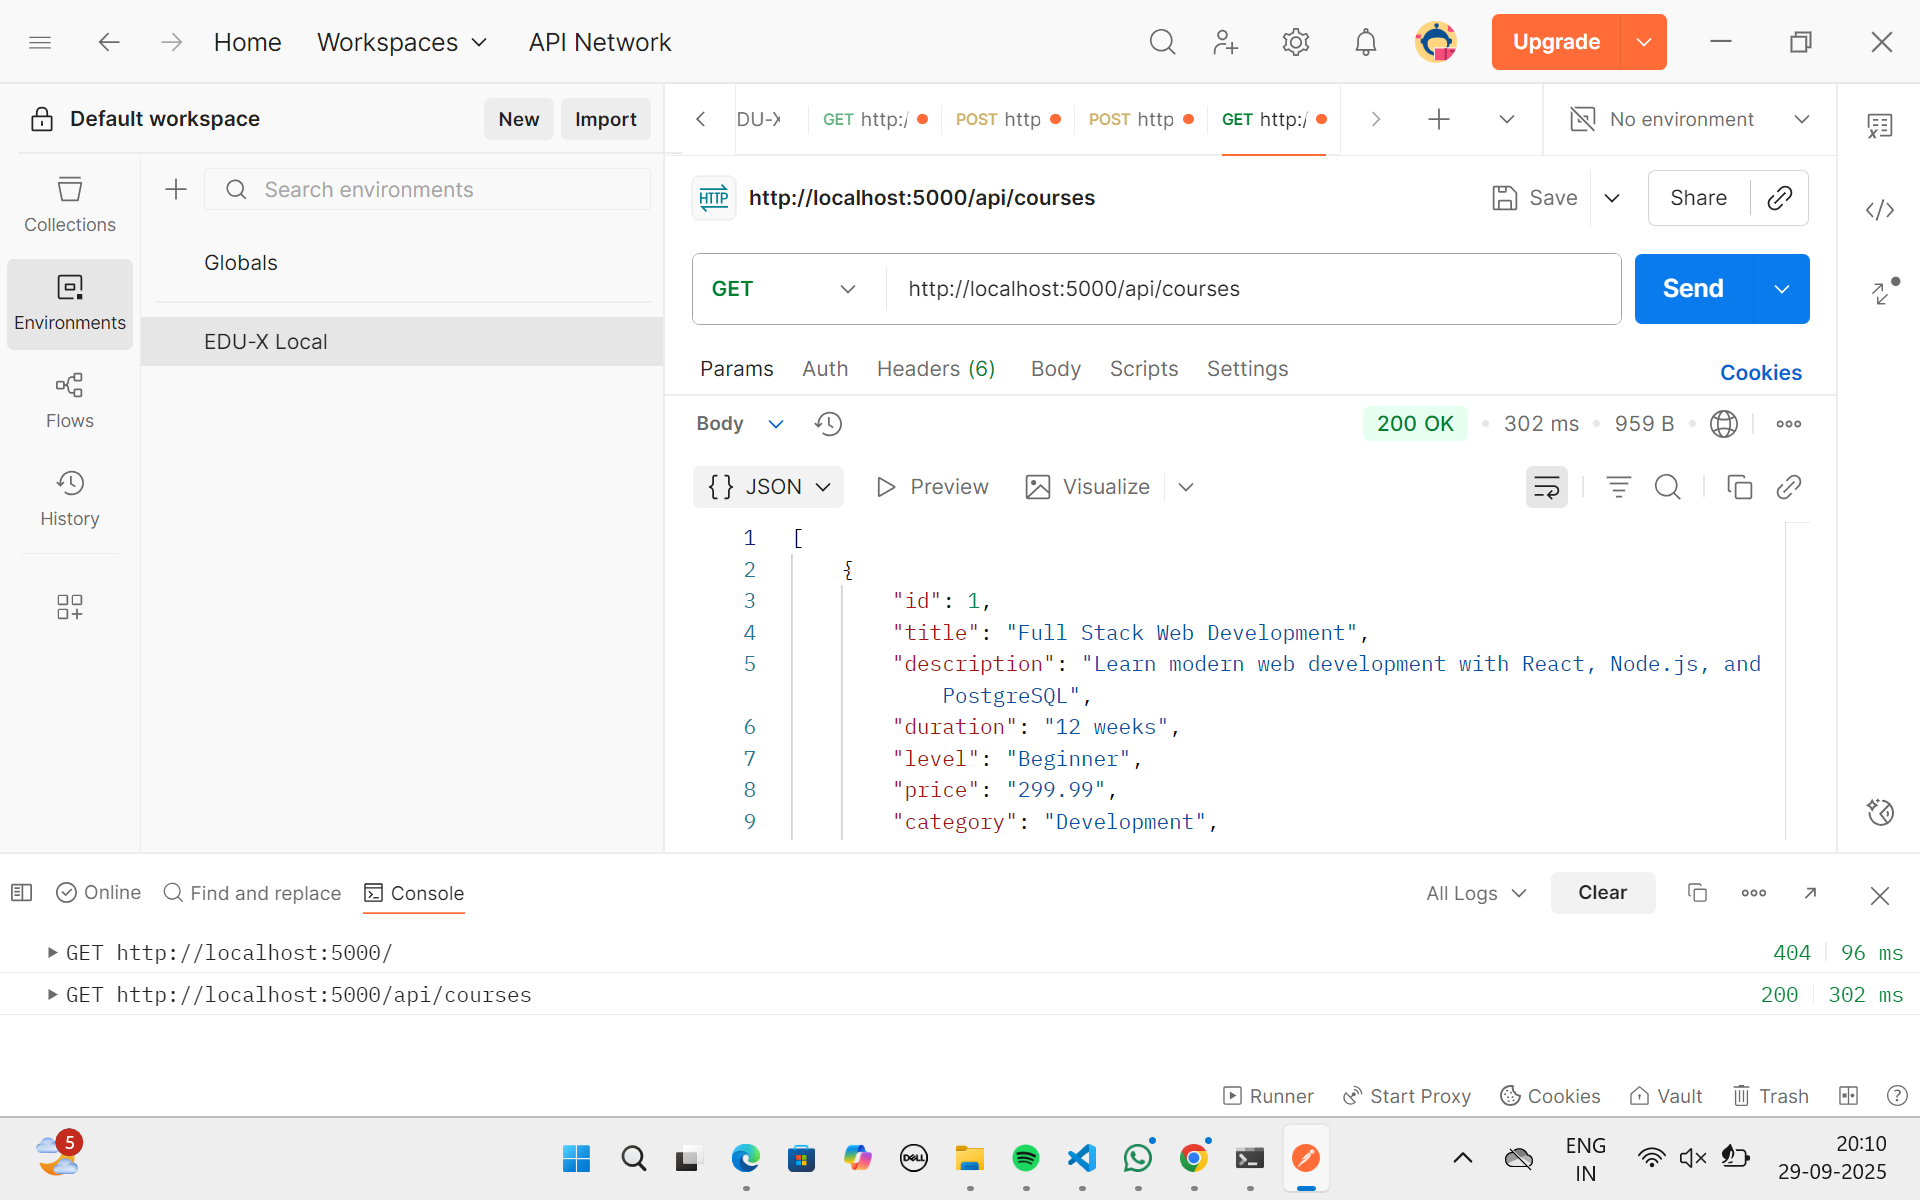 Home Workspaces API Network Upgrade
Default workspace New Import
DU-X GET http:/ POST http POST http GET http:/ No environment
Search environments
Collections
HTTP http://localhost:5000/api/courses Save Share
Globals
Environments
GET http://localhost:5000/api/courses Send
EDU-X Local
Params Auth Headers (6) Body Scripts Settings Cookies
Flows
Body 200 OK 302 ms 959 B
{} JSON Preview Visualize
History
1 [
2 {
3 "id": 1,
4 "title": "Full Stack Web Development",
5 "description": "Learn modern web development with React, Node.js, and
PostgreSQL",
6 "duration": "12 weeks",
7 "level": "Beginner",
8 "price": "299.99",
9 "category": "Development",
Online Find and replace Console All Logs Clear
GET http://localhost:5000/ 404 96 ms
GET http://localhost:5000/api/courses 200 302 ms
Runner Start Proxy Cookies Vault Trash
5 DELL ENG 20:10
IN 29-09-2025